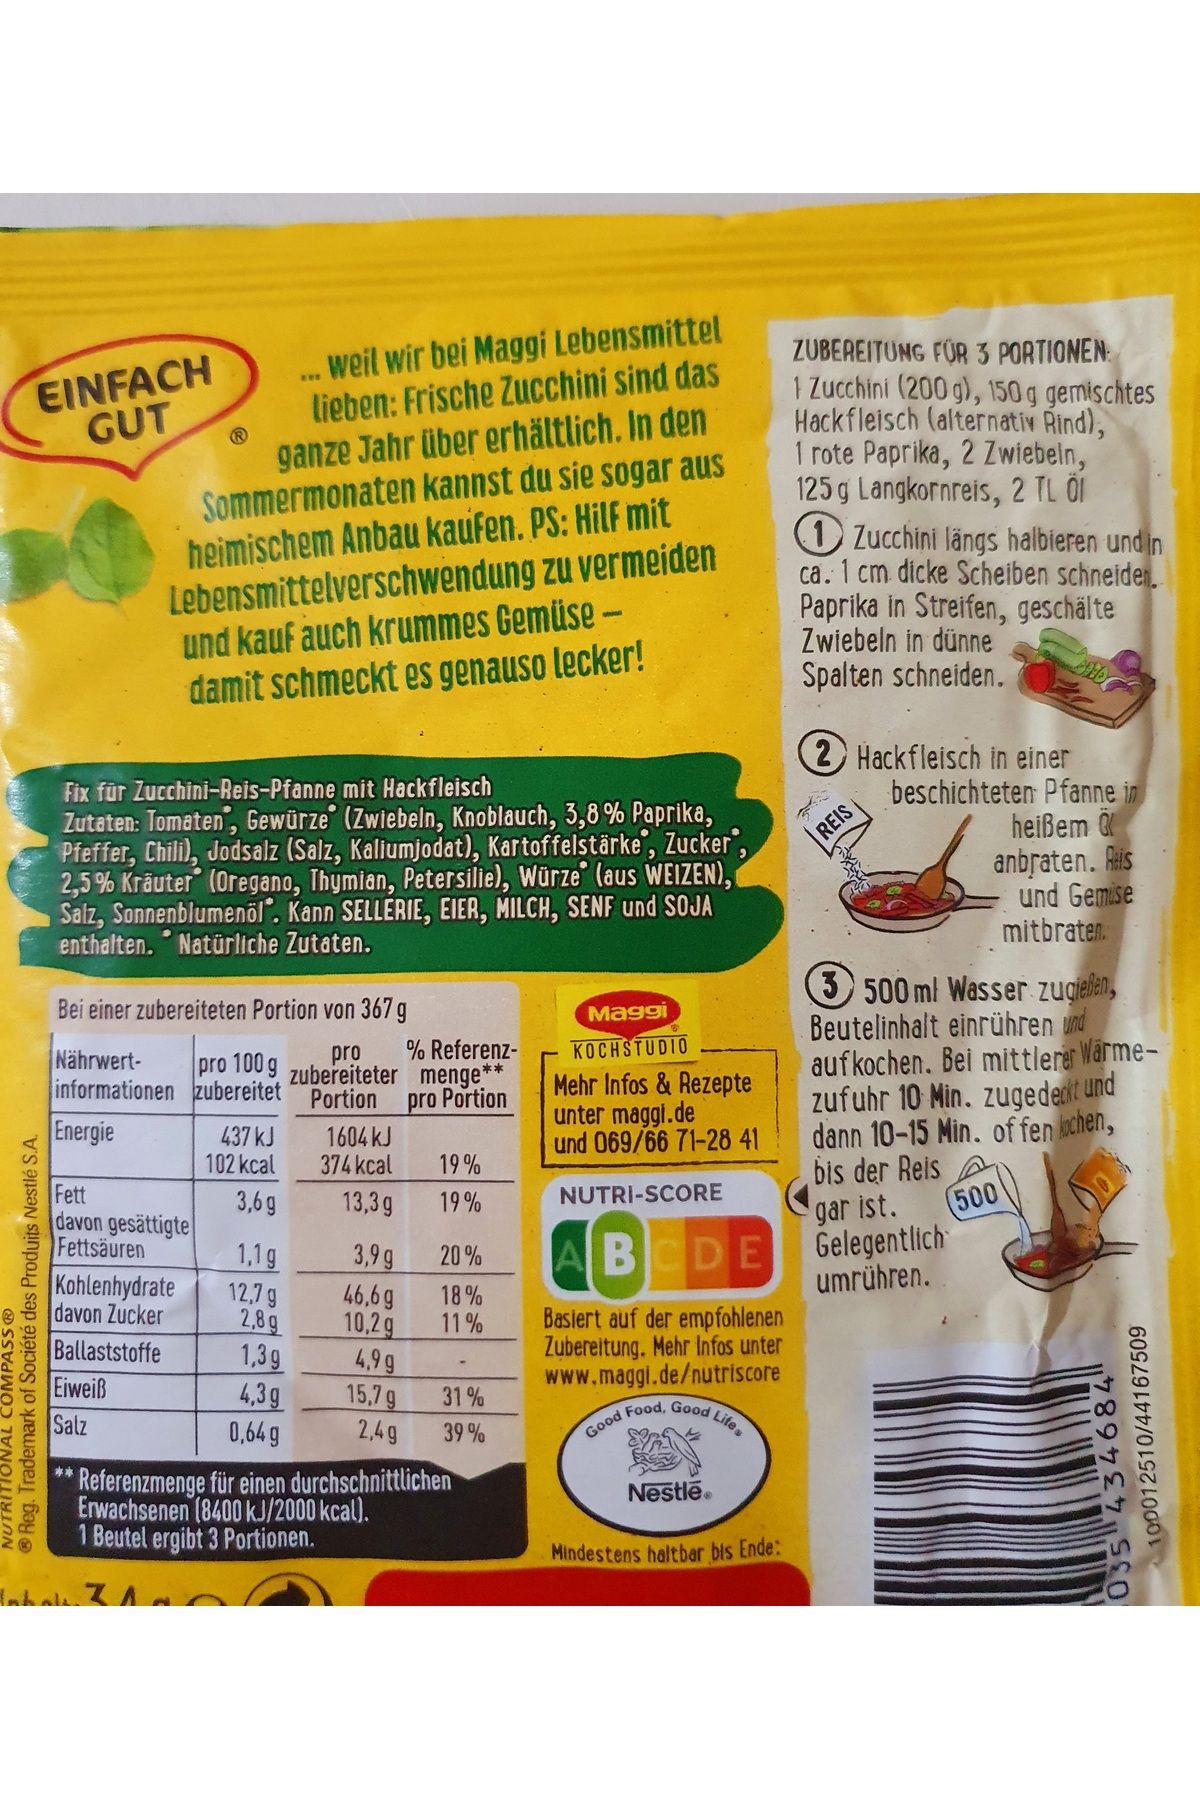 EINFACH
GUT
®
... weil wir bei Maggi Lebensmittel
lieben: Frische Zucchini sind das
ganze Jahr über erhältlich. In den
Sommermonaten kannst du sie sogar aus
heimischem Anbau kaufen. PS: Hilf mit
Lebensmittelverschwendung zu vermeiden
und kauf auch krummes Gemüse –
damit schmeckt es genauso lecker!
Fix für Zucchini-Reis-Pfanne mit Hackfleisch
Zutaten: Tomaten°, Gewürze° (Zwiebeln, Knoblauch, 3,8 % Paprika,
Pfeffer, Chili), Jodsalz (Salz, Kaliumjodat), Kartoffelstärke°, Zucker°,
2,5 % Kräuter° (Oregano, Thymian, Petersilie), Würze° (aus WEIZEN),
Salz, Sonnenblumenöl°. Kann SELLERIE, EIER, MILCH, SENF und SOJA
enthalten. °Natürliche Zutaten.
Bei einer zubereiteten Portion von 367 g
Nährwert-
informationen
pro 100 g
zubereitet
pro
zubereiteter
Portion
% Referenz-
menge**
pro Portion
Energie 437 kJ 1604 kJ
102 kcal 374 kcal 19 %
Fett 3,6 g 13,3 g 19 %
davon gesättigte
Fettsäuren 1,1 g 3,9 g 20 %
Kohlenhydrate 12,7 g 46,6 g 18 %
davon Zucker 2,8 g 10,2 g 11 %
Ballaststoffe 1,3 g 4,9 g -
Eiweiß 4,3 g 15,7 g 31 %
Salz 0,64 g 2,4 g 39 %
** Referenzmenge für einen durchschnittlichen
Erwachsenen (8400 kJ/2000 kcal).
1 Beutel ergibt 3 Portionen.
NUTRITIONAL COMPASS®
® Reg. Trademark of Société des Produits Nestlé S.A.
34 g
Maggi
®
KOCHSTUDIO
Mehr Infos & Rezepte
unter maggi.de
und 069/66 71-28 41
NUTRI-SCORE
A B C D E
Basiert auf der empfohlenen
Zubereitung. Mehr Infos unter
www.maggi.de/nutriscore
Good Food, Good Life®
Nestlé®
Mindestens haltbar bis Ende:
ZUBEREITUNG FÜR 3 PORTIONEN:
1 Zucchini (200 g), 150 g gemischtes
Hackfleisch (alternativ Rind),
1 rote Paprika, 2 Zwiebeln,
125 g Langkornreis, 2 TL Öl
1 Zucchini längs halbieren und in
ca. 1 cm dicke Scheiben schneiden.
Paprika in Streifen, geschälte
Zwiebeln in dünne
Spalten schneiden.
2 Hackfleisch in einer
beschichteten Pfanne in
heißem Öl
anbraten. Reis
und Gemüse
mitbraten.
REIS
3 500 ml Wasser zugießen,
Beutelinhalt einrühren und
aufkochen. Bei mittlerer Wärme-
zufuhr 10 Min. zugedeckt und
dann 10-15 Min. offen kochen,
bis der Reis
gar ist.
Gelegentlich
umrühren.
500
035 434684
100012510/44167509